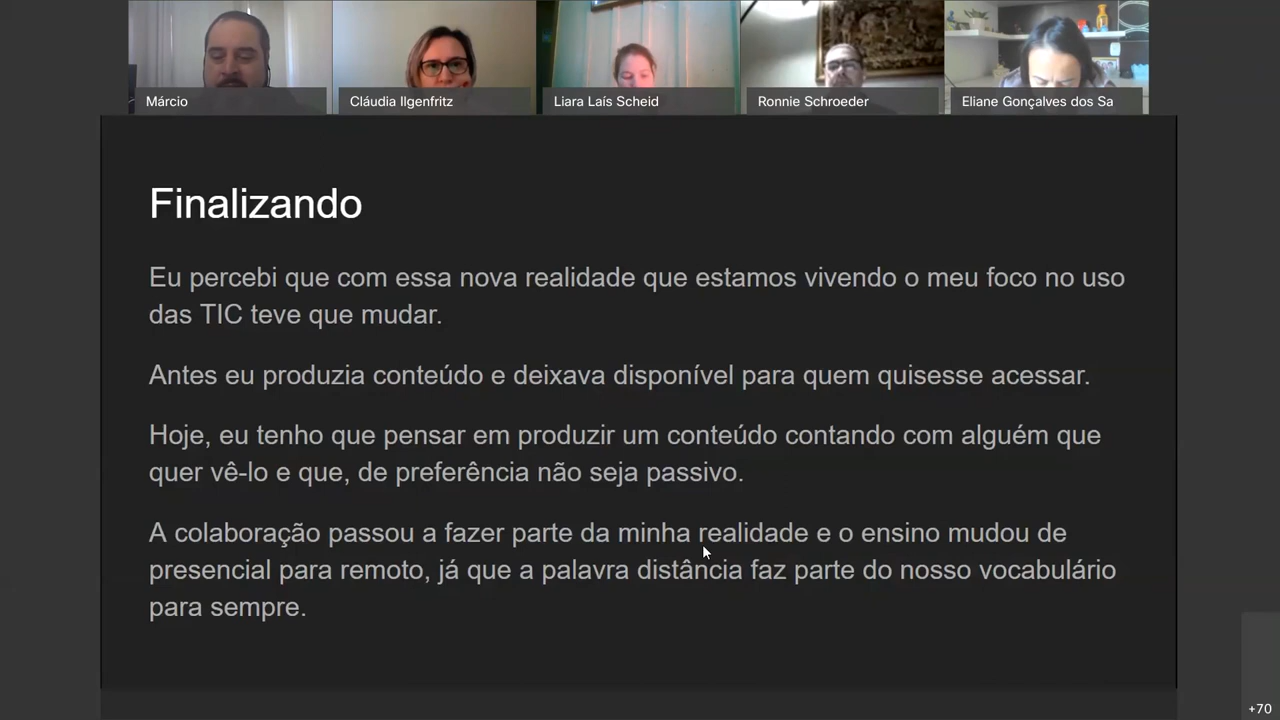 Márcio
Cláudia Ilgenfritz
Liara Laís Scheid
Ronnie Schroeder
Eliane Gonçalves dos Sa
Finalizando
Eu percebi que com essa nova realidade que estamos vivendo o meu foco no uso
das TIC teve que mudar.
Antes eu produzia conteúdo e deixava disponível para quem quisesse acessar.
Hoje, eu tenho que pensar em produzir um conteúdo contando com alguém que
quer vê-lo e que, de preferência não seja passivo.
A colaboração passou a fazer parte da minha realidade e o ensino mudou de
presencial para remoto, já que a palavra distância faz parte do nosso vocabulário
para sempre.
+70